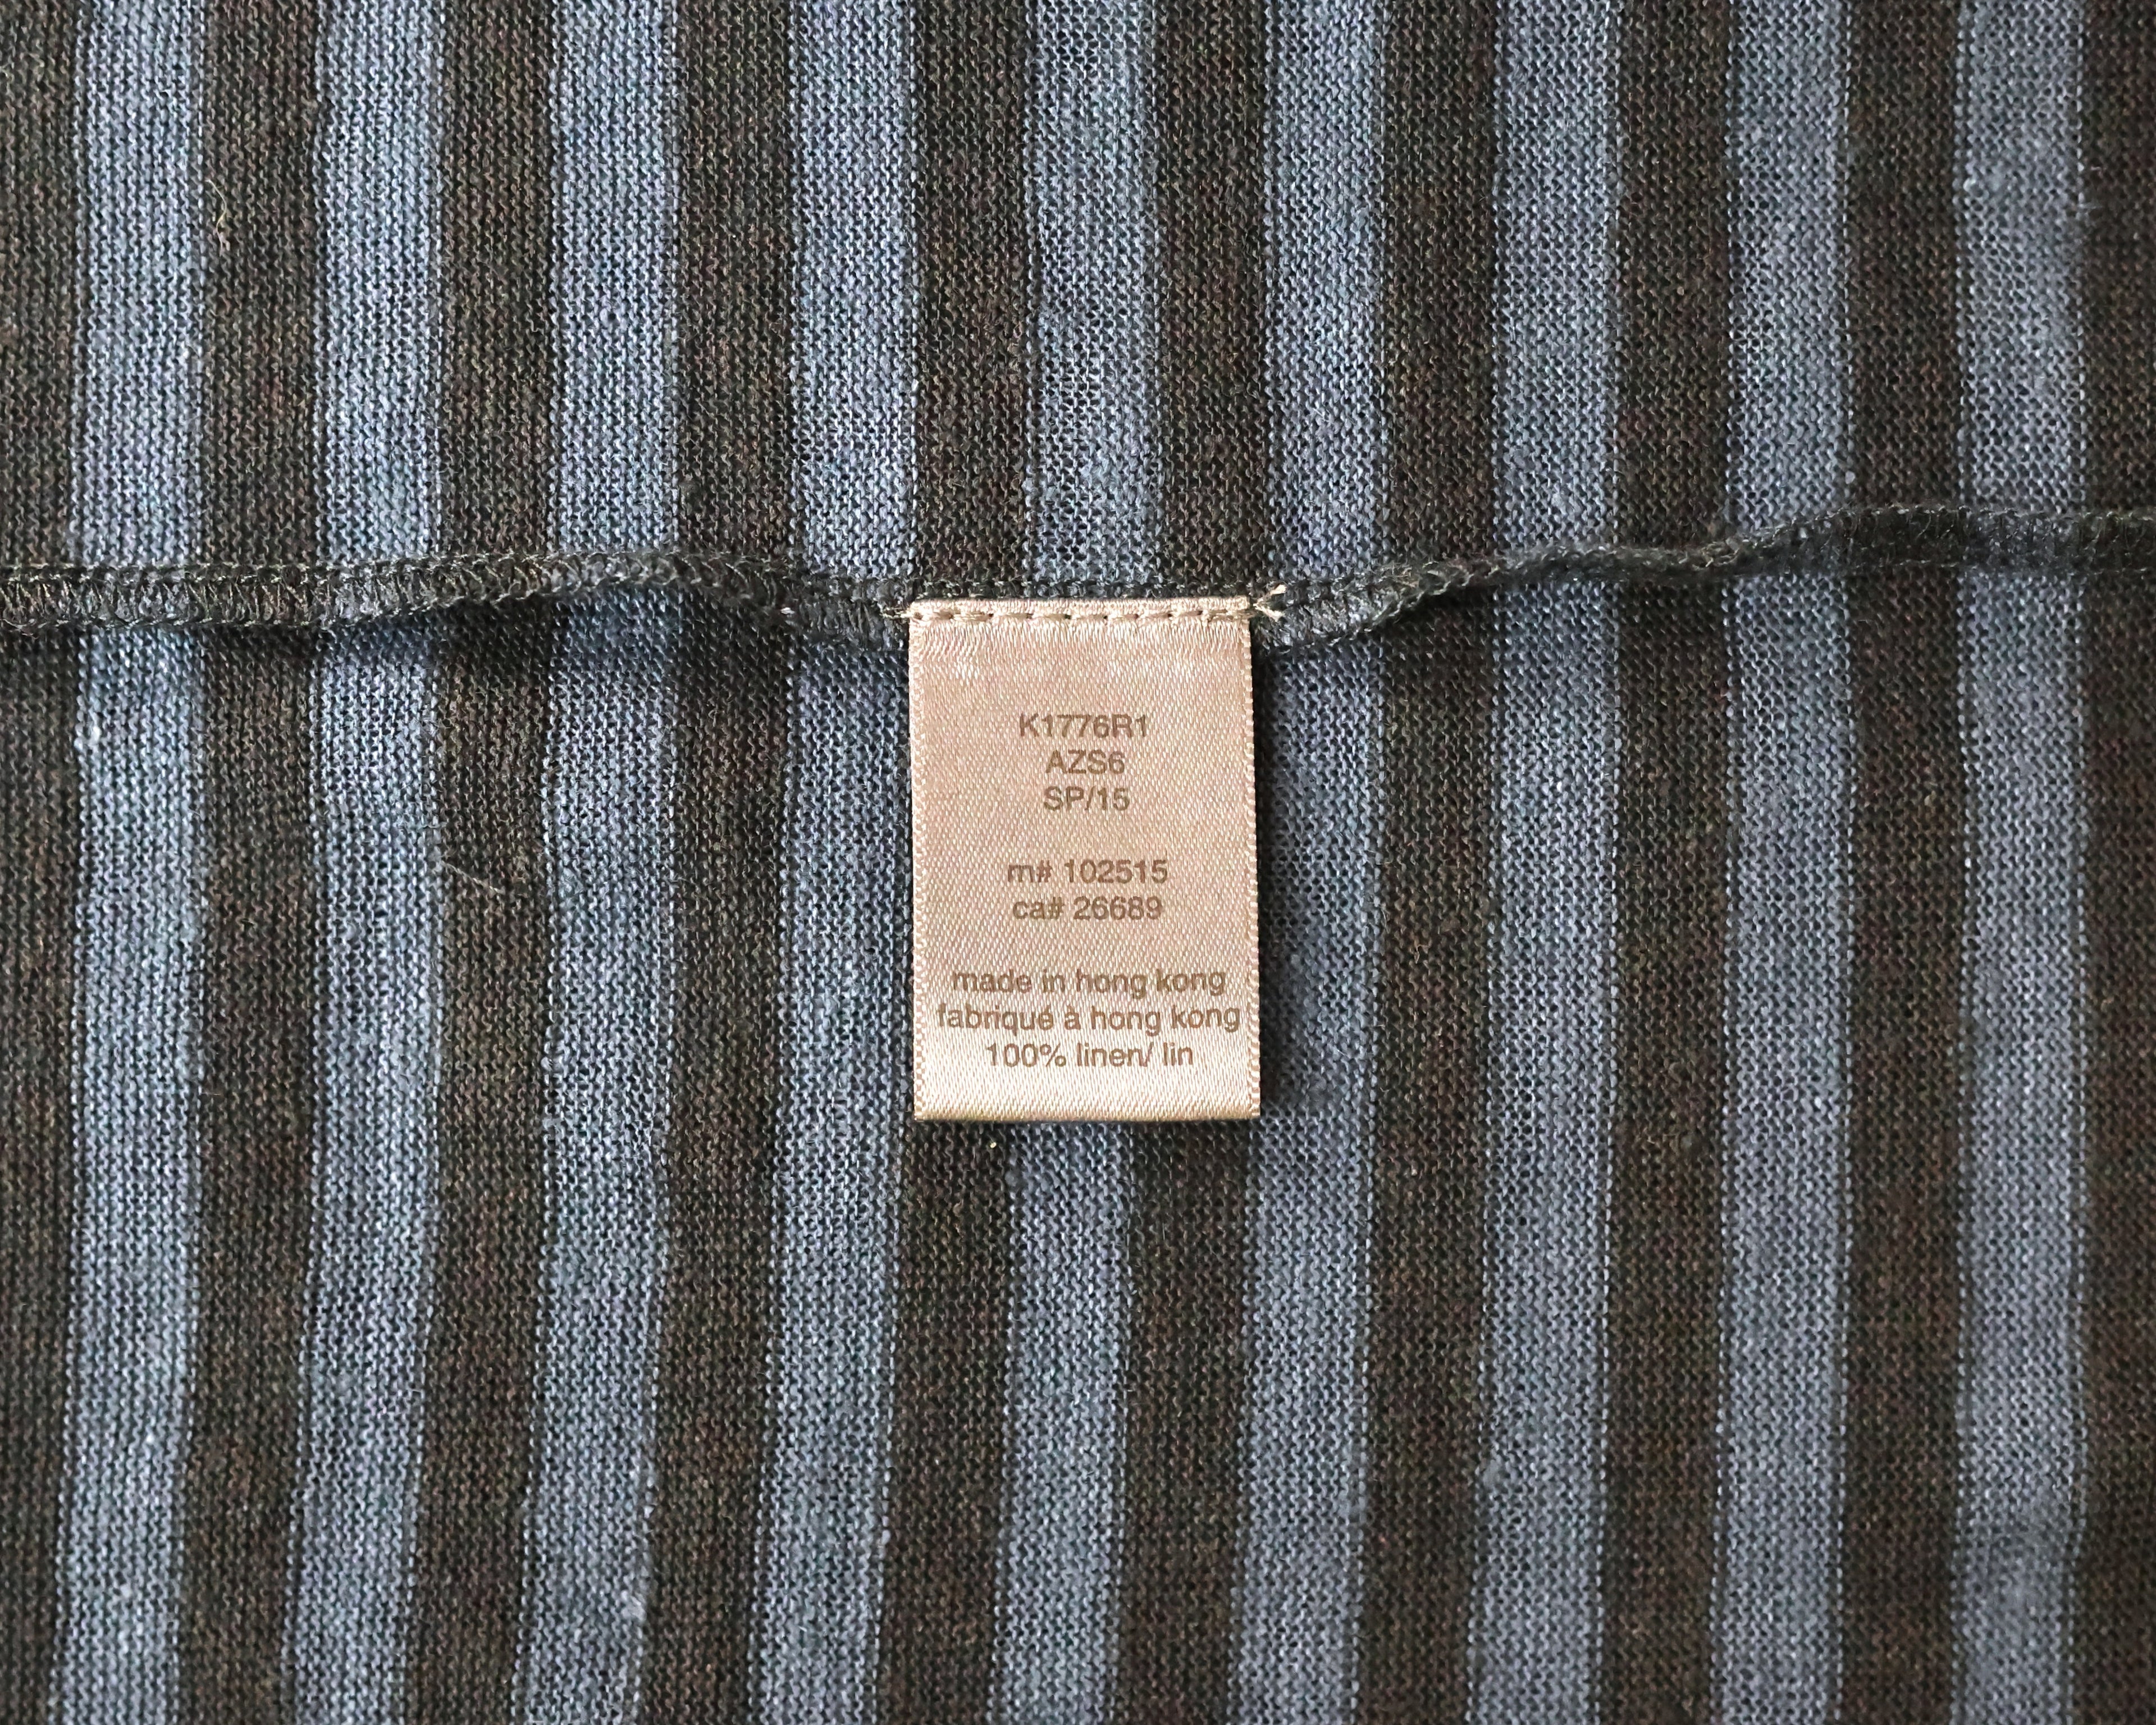 K1776R1
AZS6
SP/15
m# 102515
ca# 26689
made in hong kong
fabriqué à hong kong
100% linen/ lin